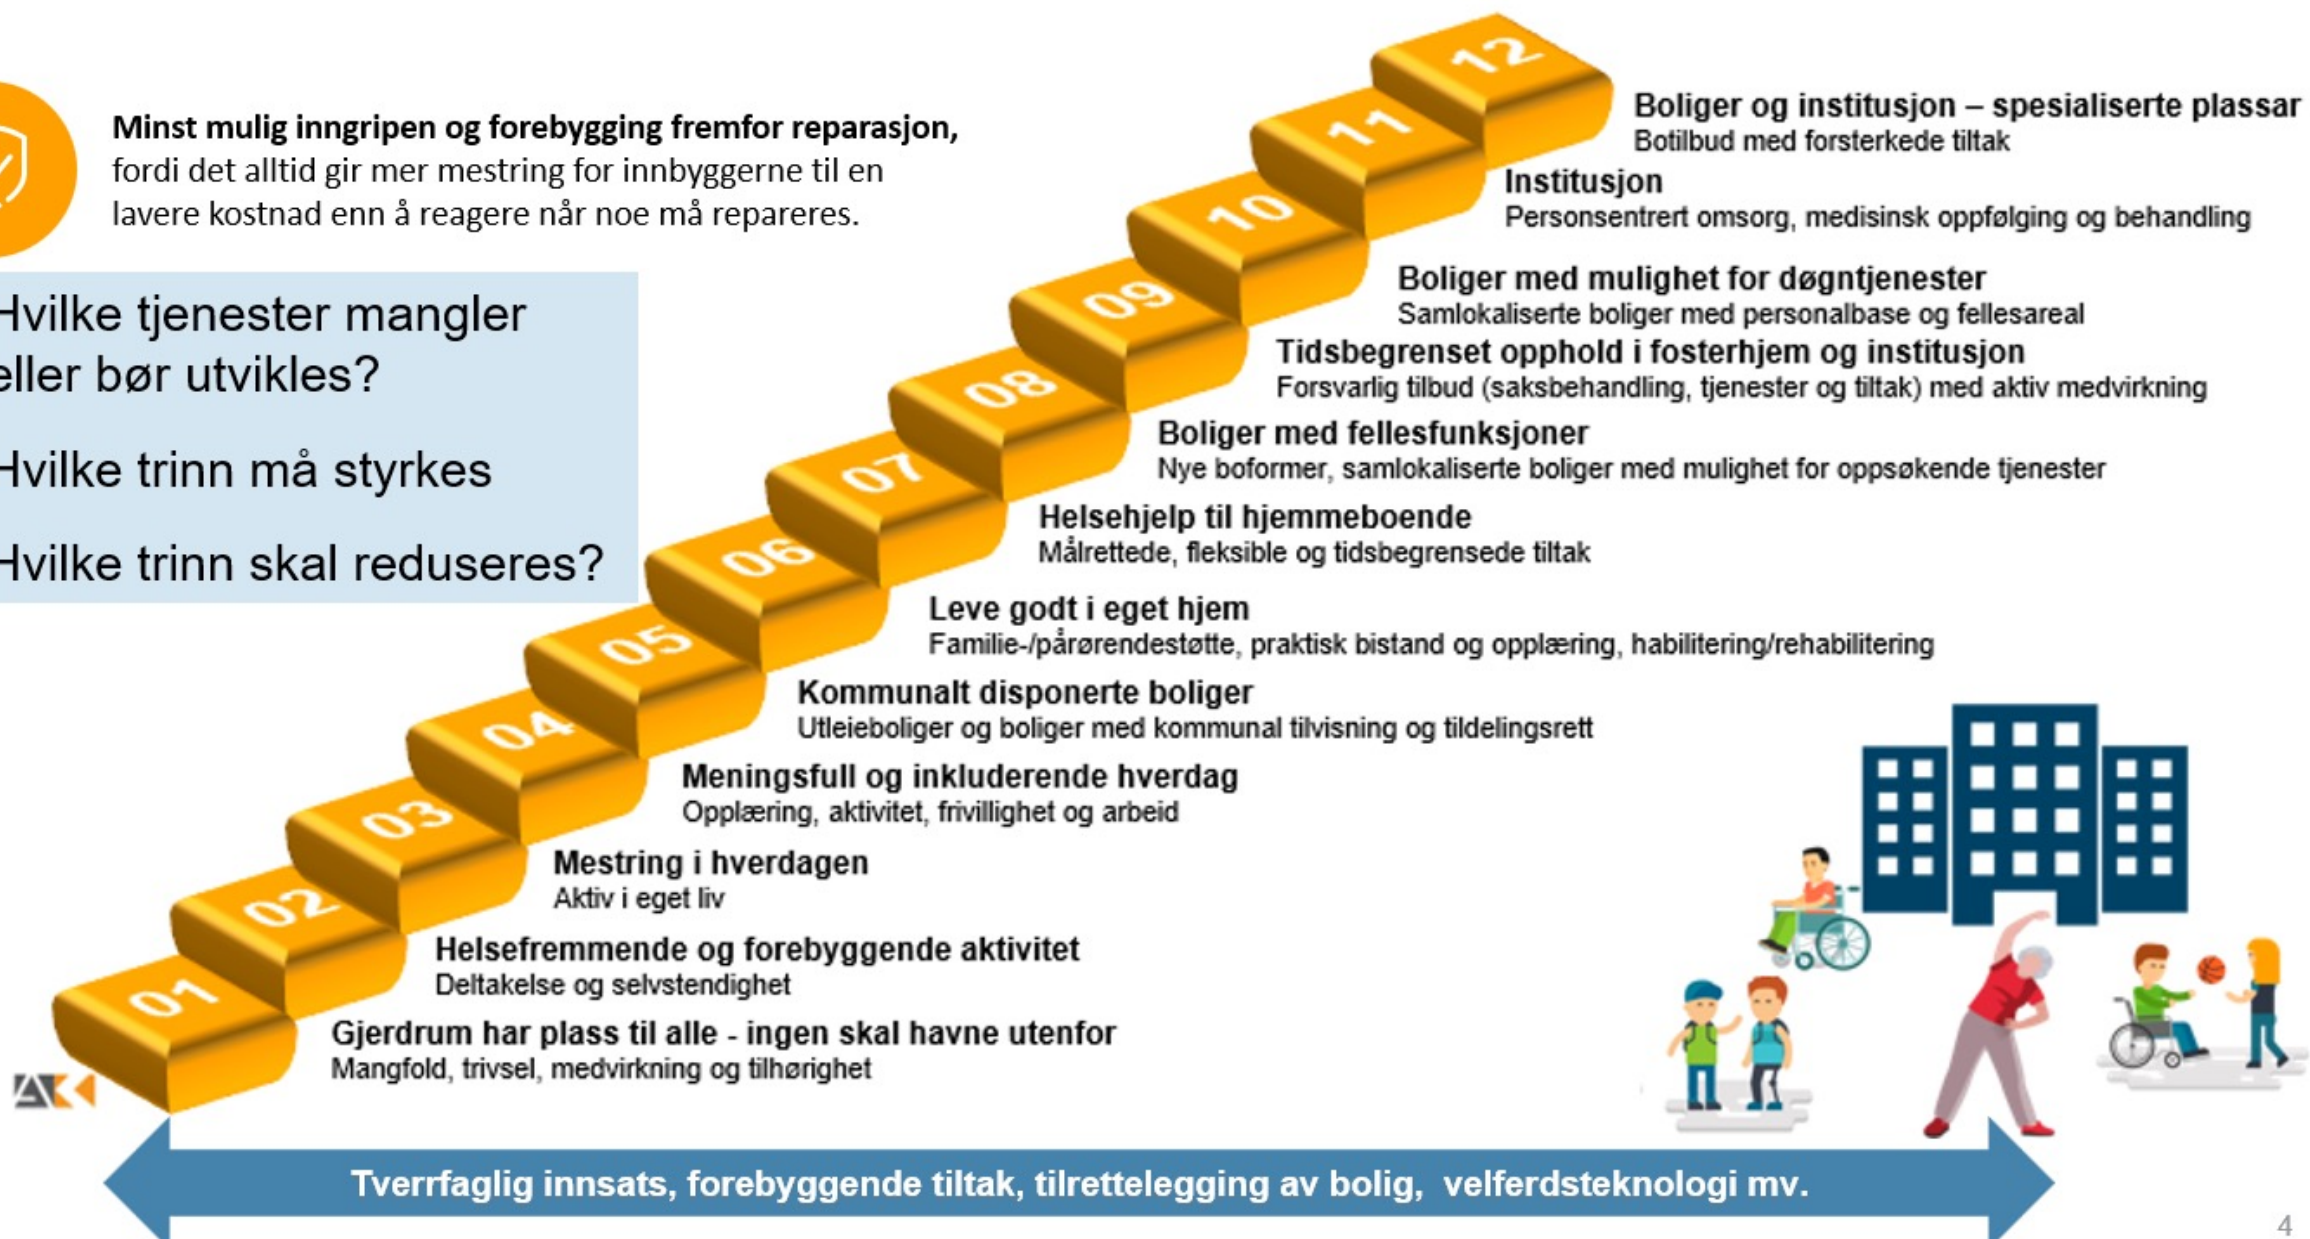 Minst mulig inngripen og forebygging fremfor reparasjon,
fordi det alltid gir mer mestring for innbyggerne til en
lavere kostnad enn å reagere når noe må repareres.
Hvilke tjenester mangler
eller bør utvikles?
Hvilke trinn må styrkes
Hvilke trinn skal reduseres?
12
Boliger og institusjon – spesialiserte plassar
Botilbud med forsterkede tiltak
11
Institusjon
Personsentrert omsorg, medisinsk oppfølging og behandling
10
Boliger med mulighet for døgntjenester
Samlokaliserte boliger med personalbase og fellesareal
09
Tidsbegrenset opphold i fosterhjem og institusjon
Forsvarlig tilbud (saksbehandling, tjenester og tiltak) med aktiv medvirkning
08
Boliger med fellesfunksjoner
Nye boformer, samlokaliserte boliger med mulighet for oppsøkende tjenester
07
Helsehjelp til hjemmeboende
Målrettede, fleksible og tidsbegrensede tiltak
06
Leve godt i eget hjem
Familie-/pårørendestøtte, praktisk bistand og opplæring, habilitering/rehabilitering
05
Kommunalt disponerte boliger
Utleieboliger og boliger med kommunal tilvisning og tildelingsrett
04
Meningsfull og inkluderende hverdag
Opplæring, aktivitet, frivillighet og arbeid
03
Mestring i hverdagen
Aktiv i eget liv
02
Helsefremmende og forebyggende aktivitet
Deltakelse og selvstendighet
01
Gjerdrum har plass til alle - ingen skal havne utenfor
Mangfold, trivsel, medvirkning og tilhørighet
Tverrfaglig innsats, forebyggende tiltak, tilrettelegging av bolig, velferdsteknologi mv.
4